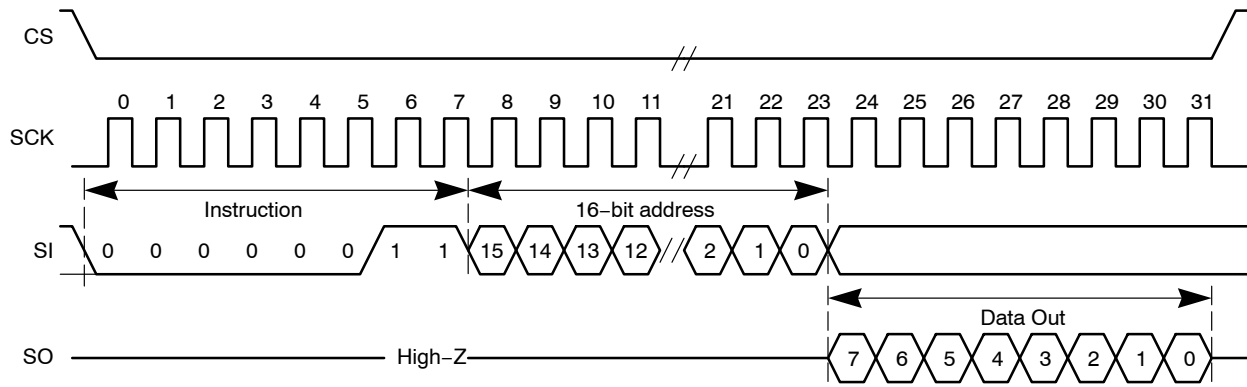 CS
0 1 2 3 4 5 6 7 8 9 10 11 21 22 23 24 25 26 27 28 29 30 31
SCK
Instruction 16−bit address
SI 0 0 0 0 0 0 1 1 15 14 13 12 2 1 0
Data Out
SO High−Z 7 6 5 4 3 2 1 0